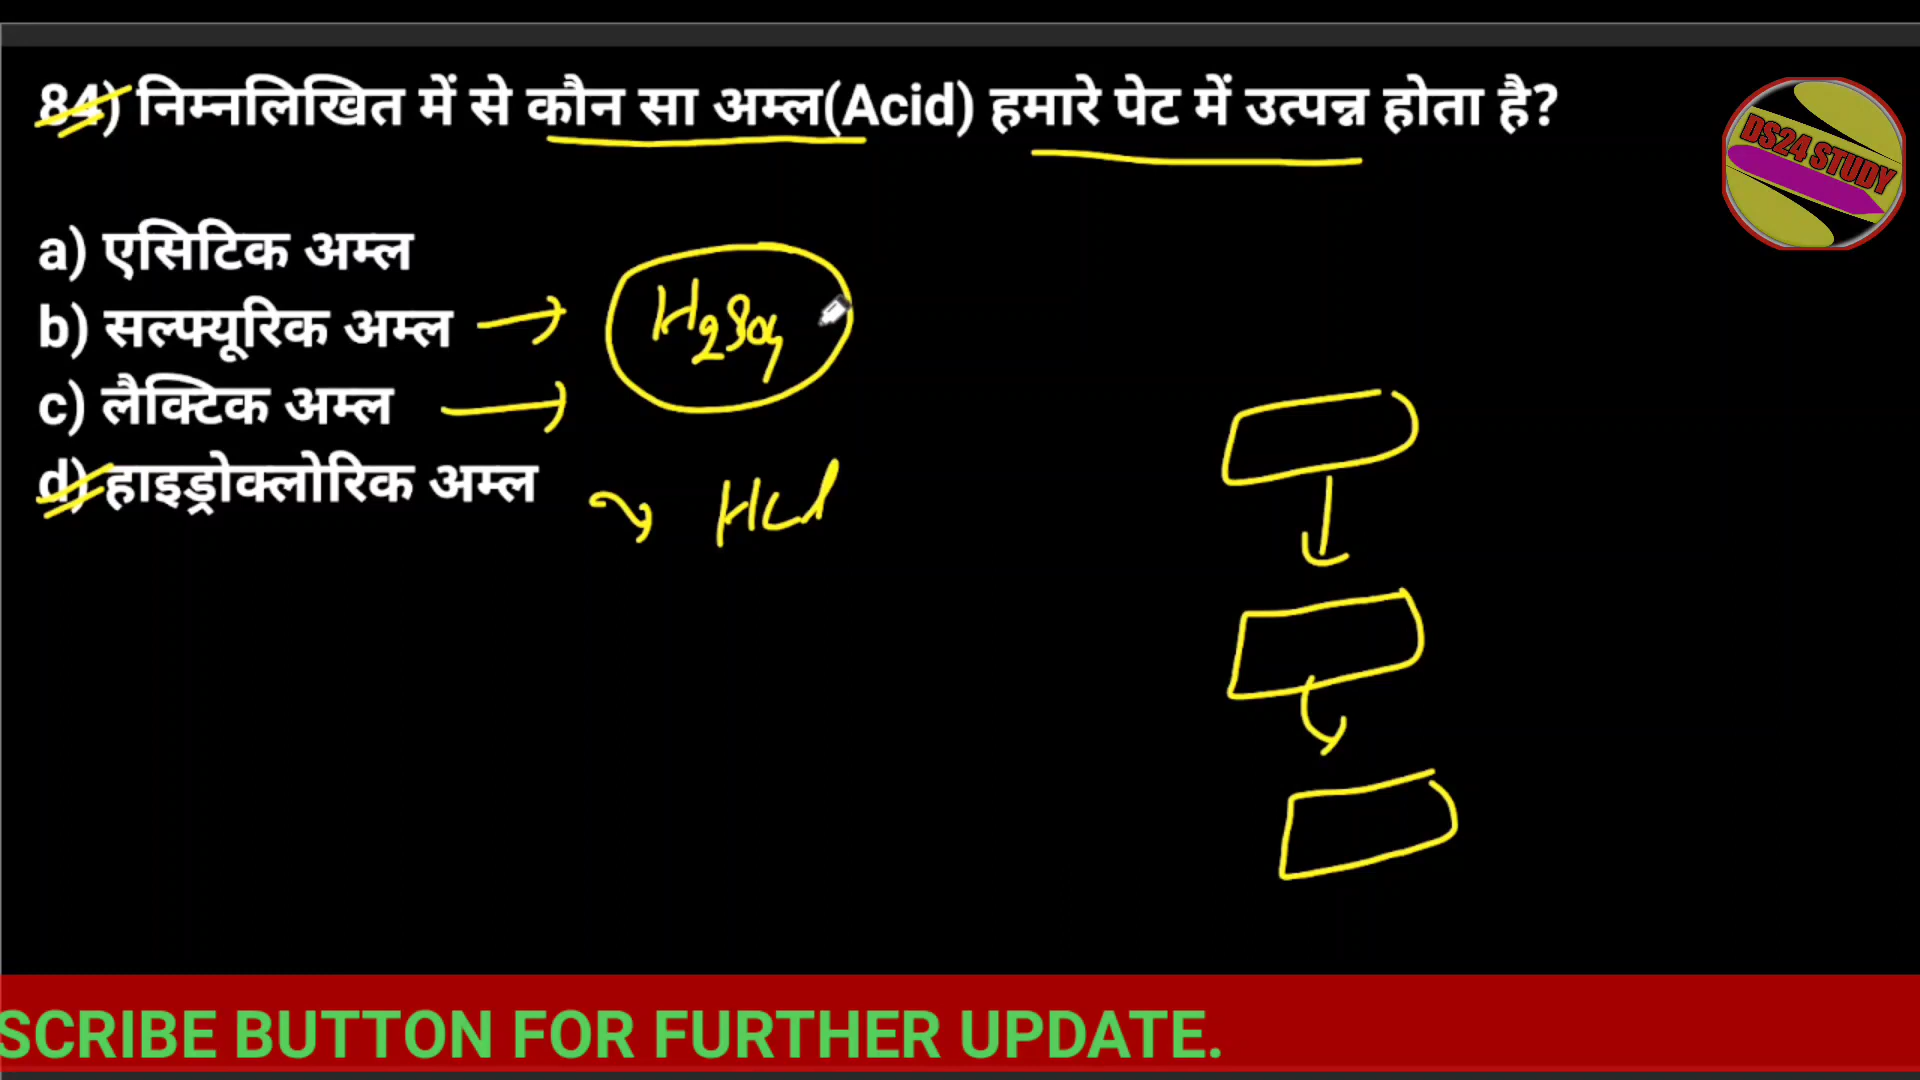 84) निम्नलिखित में से कौन सा अम्ल(Acid) हमारे पेट में उत्पन्न होता है?
DS24 STUDY
a) एसिटिक अम्ल
b) सल्फ्यूरिक अम्ल
H2SO4
c) लैक्टिक अम्ल
d) हाइड्रोक्लोरिक अम्ल
HCl
SCRIBE BUTTON FOR FURTHER UPDATE.